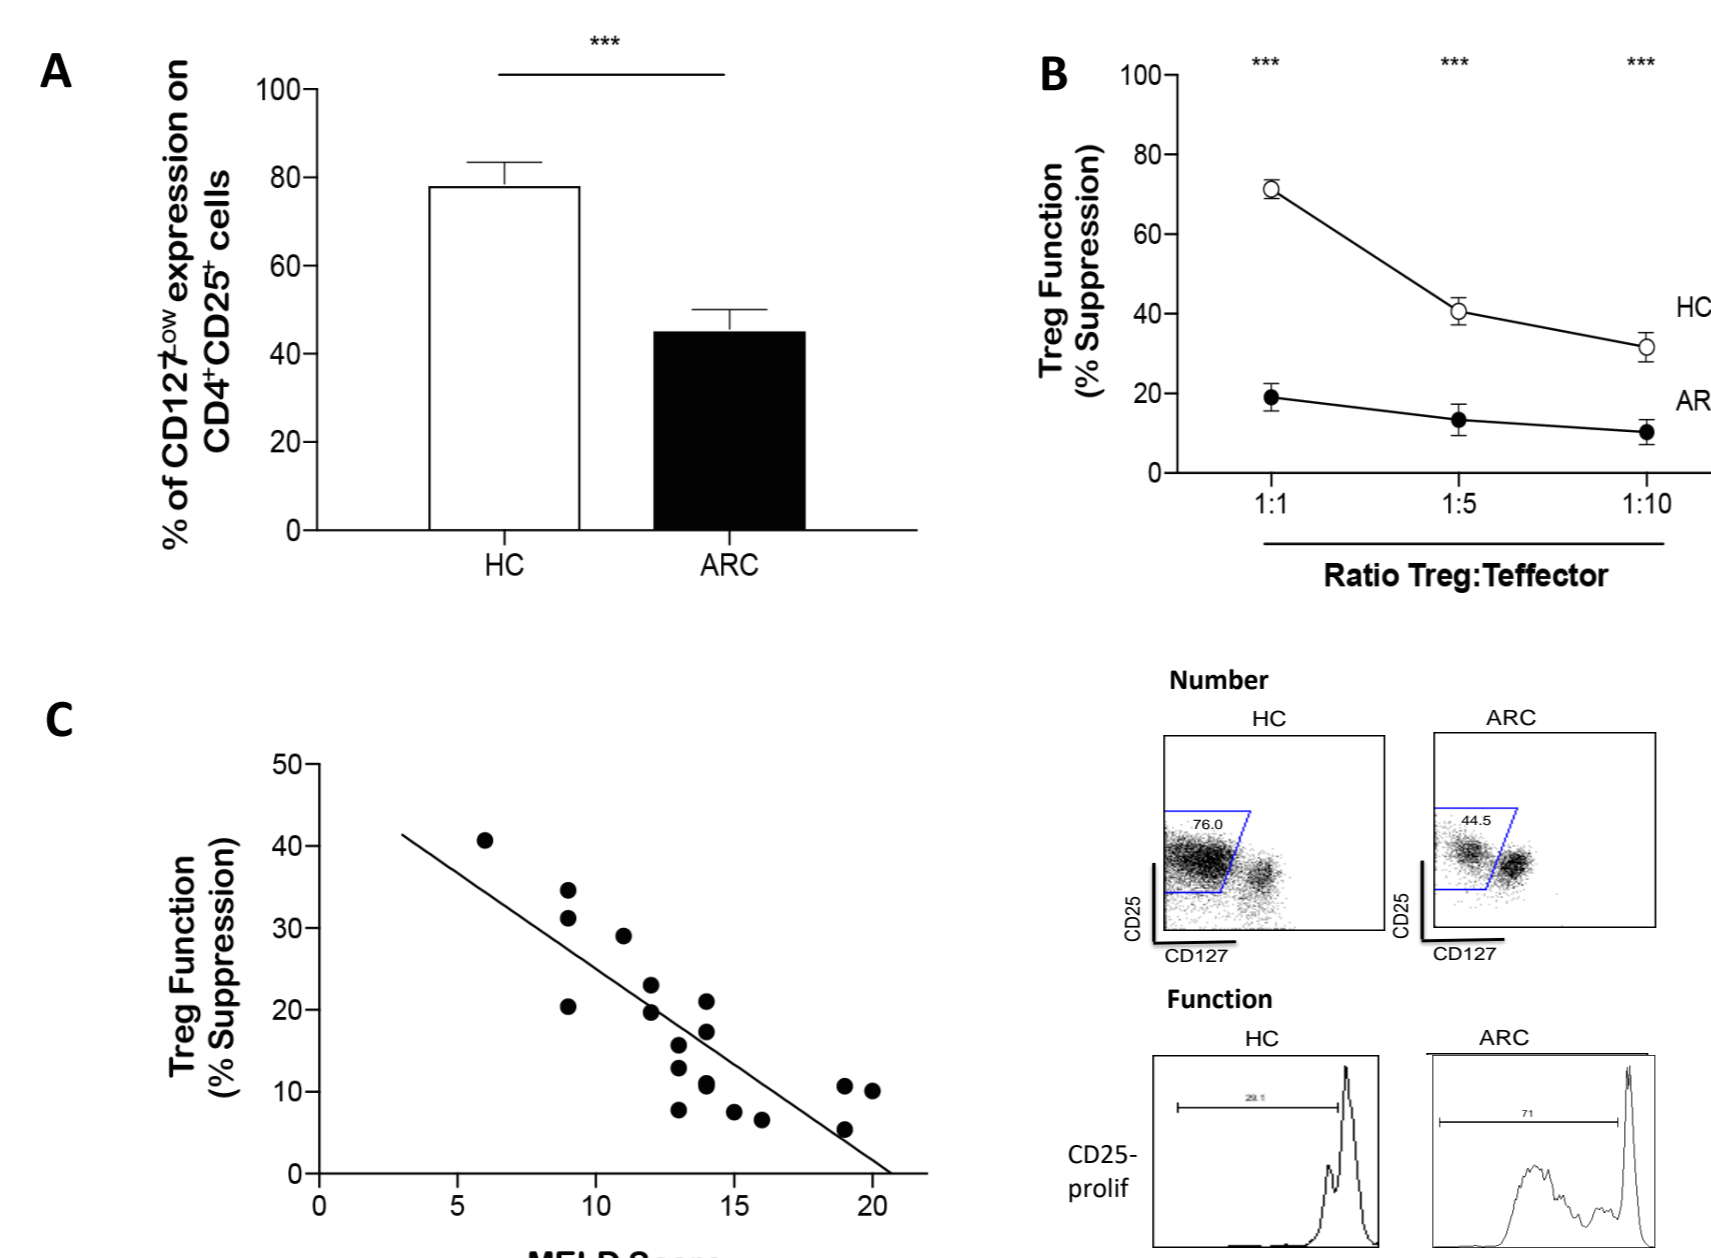 A
***
% of CD127Low expression on
CD4+CD25+ cells
100
80
60
40
20
0
HC
ARC
B
***
***
***
Treg Function
(% Suppression)
100
80
60
40
20
0
HC
AR
1:1
1:5
1:10
Ratio Treg:Teffector
C
Treg Function
(% Suppression)
50
40
30
20
10
0
0
5
10
15
20
Number
HC
ARC
76.0
44.5
CD25
CD127
CD25
CD127
Function
HC
ARC
29.1
71
CD25-
prolif